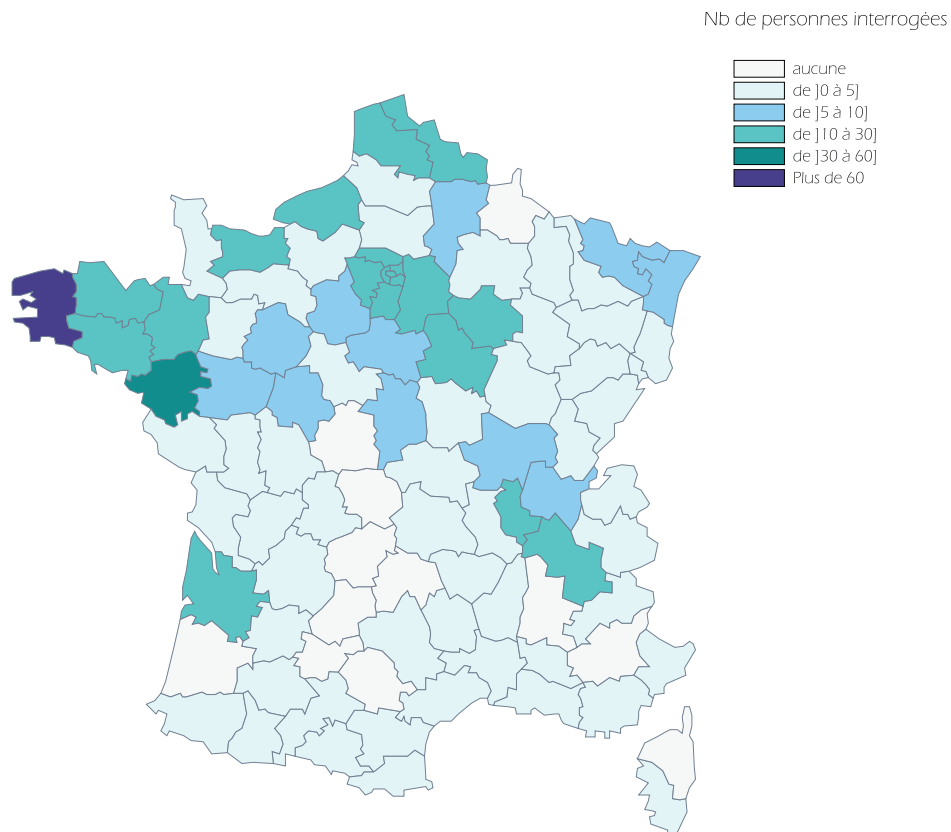 Nb de personnes interrogées
aucune
de ]0 à 5]
de ]5 à 10]
de ]10 à 30]
de ]30 à 60]
Plus de 60